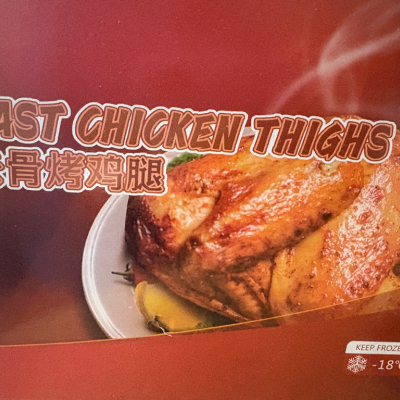 AST CHICKEN THIGHS
骨烤鸡腿
KEEP FROZE
-18°